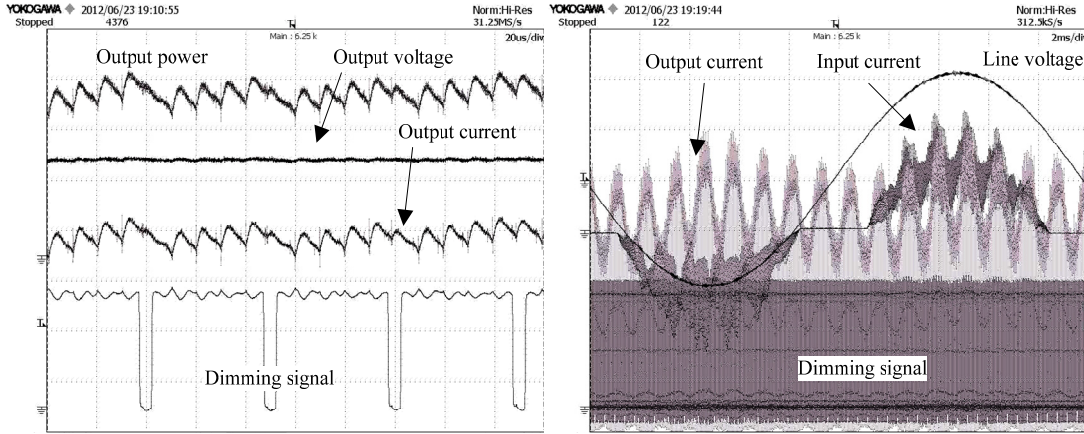 YOKOGAWA 2012/06/23 19:10:55 Norm:Hi-Res
Stopped 4376 31.25MS/s
Main : 6.25 k 20us/div
Output power
Output voltage
Output current
Dimming signal
YOKOGAWA 2012/06/23 19:19:44 Norm:Hi-Res
Stopped 122 312.5kS/s
Main : 6.25 k 2ms/div
Output current
Input current
Line voltage
Dimming signal